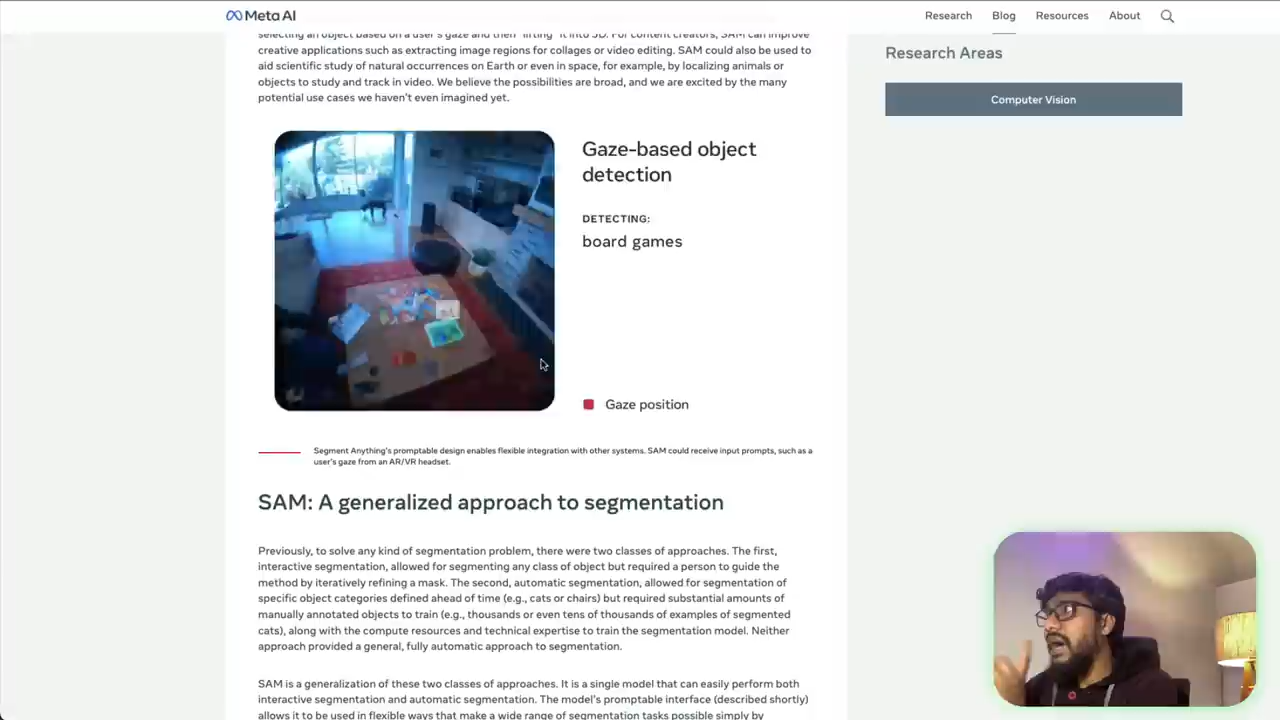 Meta AI
Research
Blog
Resources
About
selecting an object based on a user's gaze and then "lifting" it into 3D. For content creators, SAM can improve
creative applications such as extracting image regions for collages or video editing. SAM could also be used to
aid scientific study of natural occurrences on Earth or even in space, for example, by localizing animals or
objects to study and track in video. We believe the possibilities are broad, and we are excited by the many
potential use cases we haven't even imagined yet.
Research Areas
Computer Vision
Gaze-based object
detection
DETECTING:
board games
Gaze position
Segment Anything's promptable design enables flexible integration with other systems. SAM could receive input prompts, such as a
user's gaze from an AR/VR headset.
SAM: A generalized approach to segmentation
Previously, to solve any kind of segmentation problem, there were two classes of approaches. The first,
interactive segmentation, allowed for segmenting any class of object but required a person to guide the
method by iteratively refining a mask. The second, automatic segmentation, allowed for segmentation of
specific object categories defined ahead of time (e.g., cats or chairs) but required substantial amounts of
manually annotated objects to train (e.g., thousands or even tens of thousands of examples of segmented
cats), along with the compute resources and technical expertise to train the segmentation model. Neither
approach provided a general, fully automatic approach to segmentation.
SAM is a generalization of these two classes of approaches. It is a single model that can easily perform both
interactive segmentation and automatic segmentation. The model's promptable interface (described shortly)
allows it to be used in flexible ways that make a wide range of segmentation tasks possible simply by